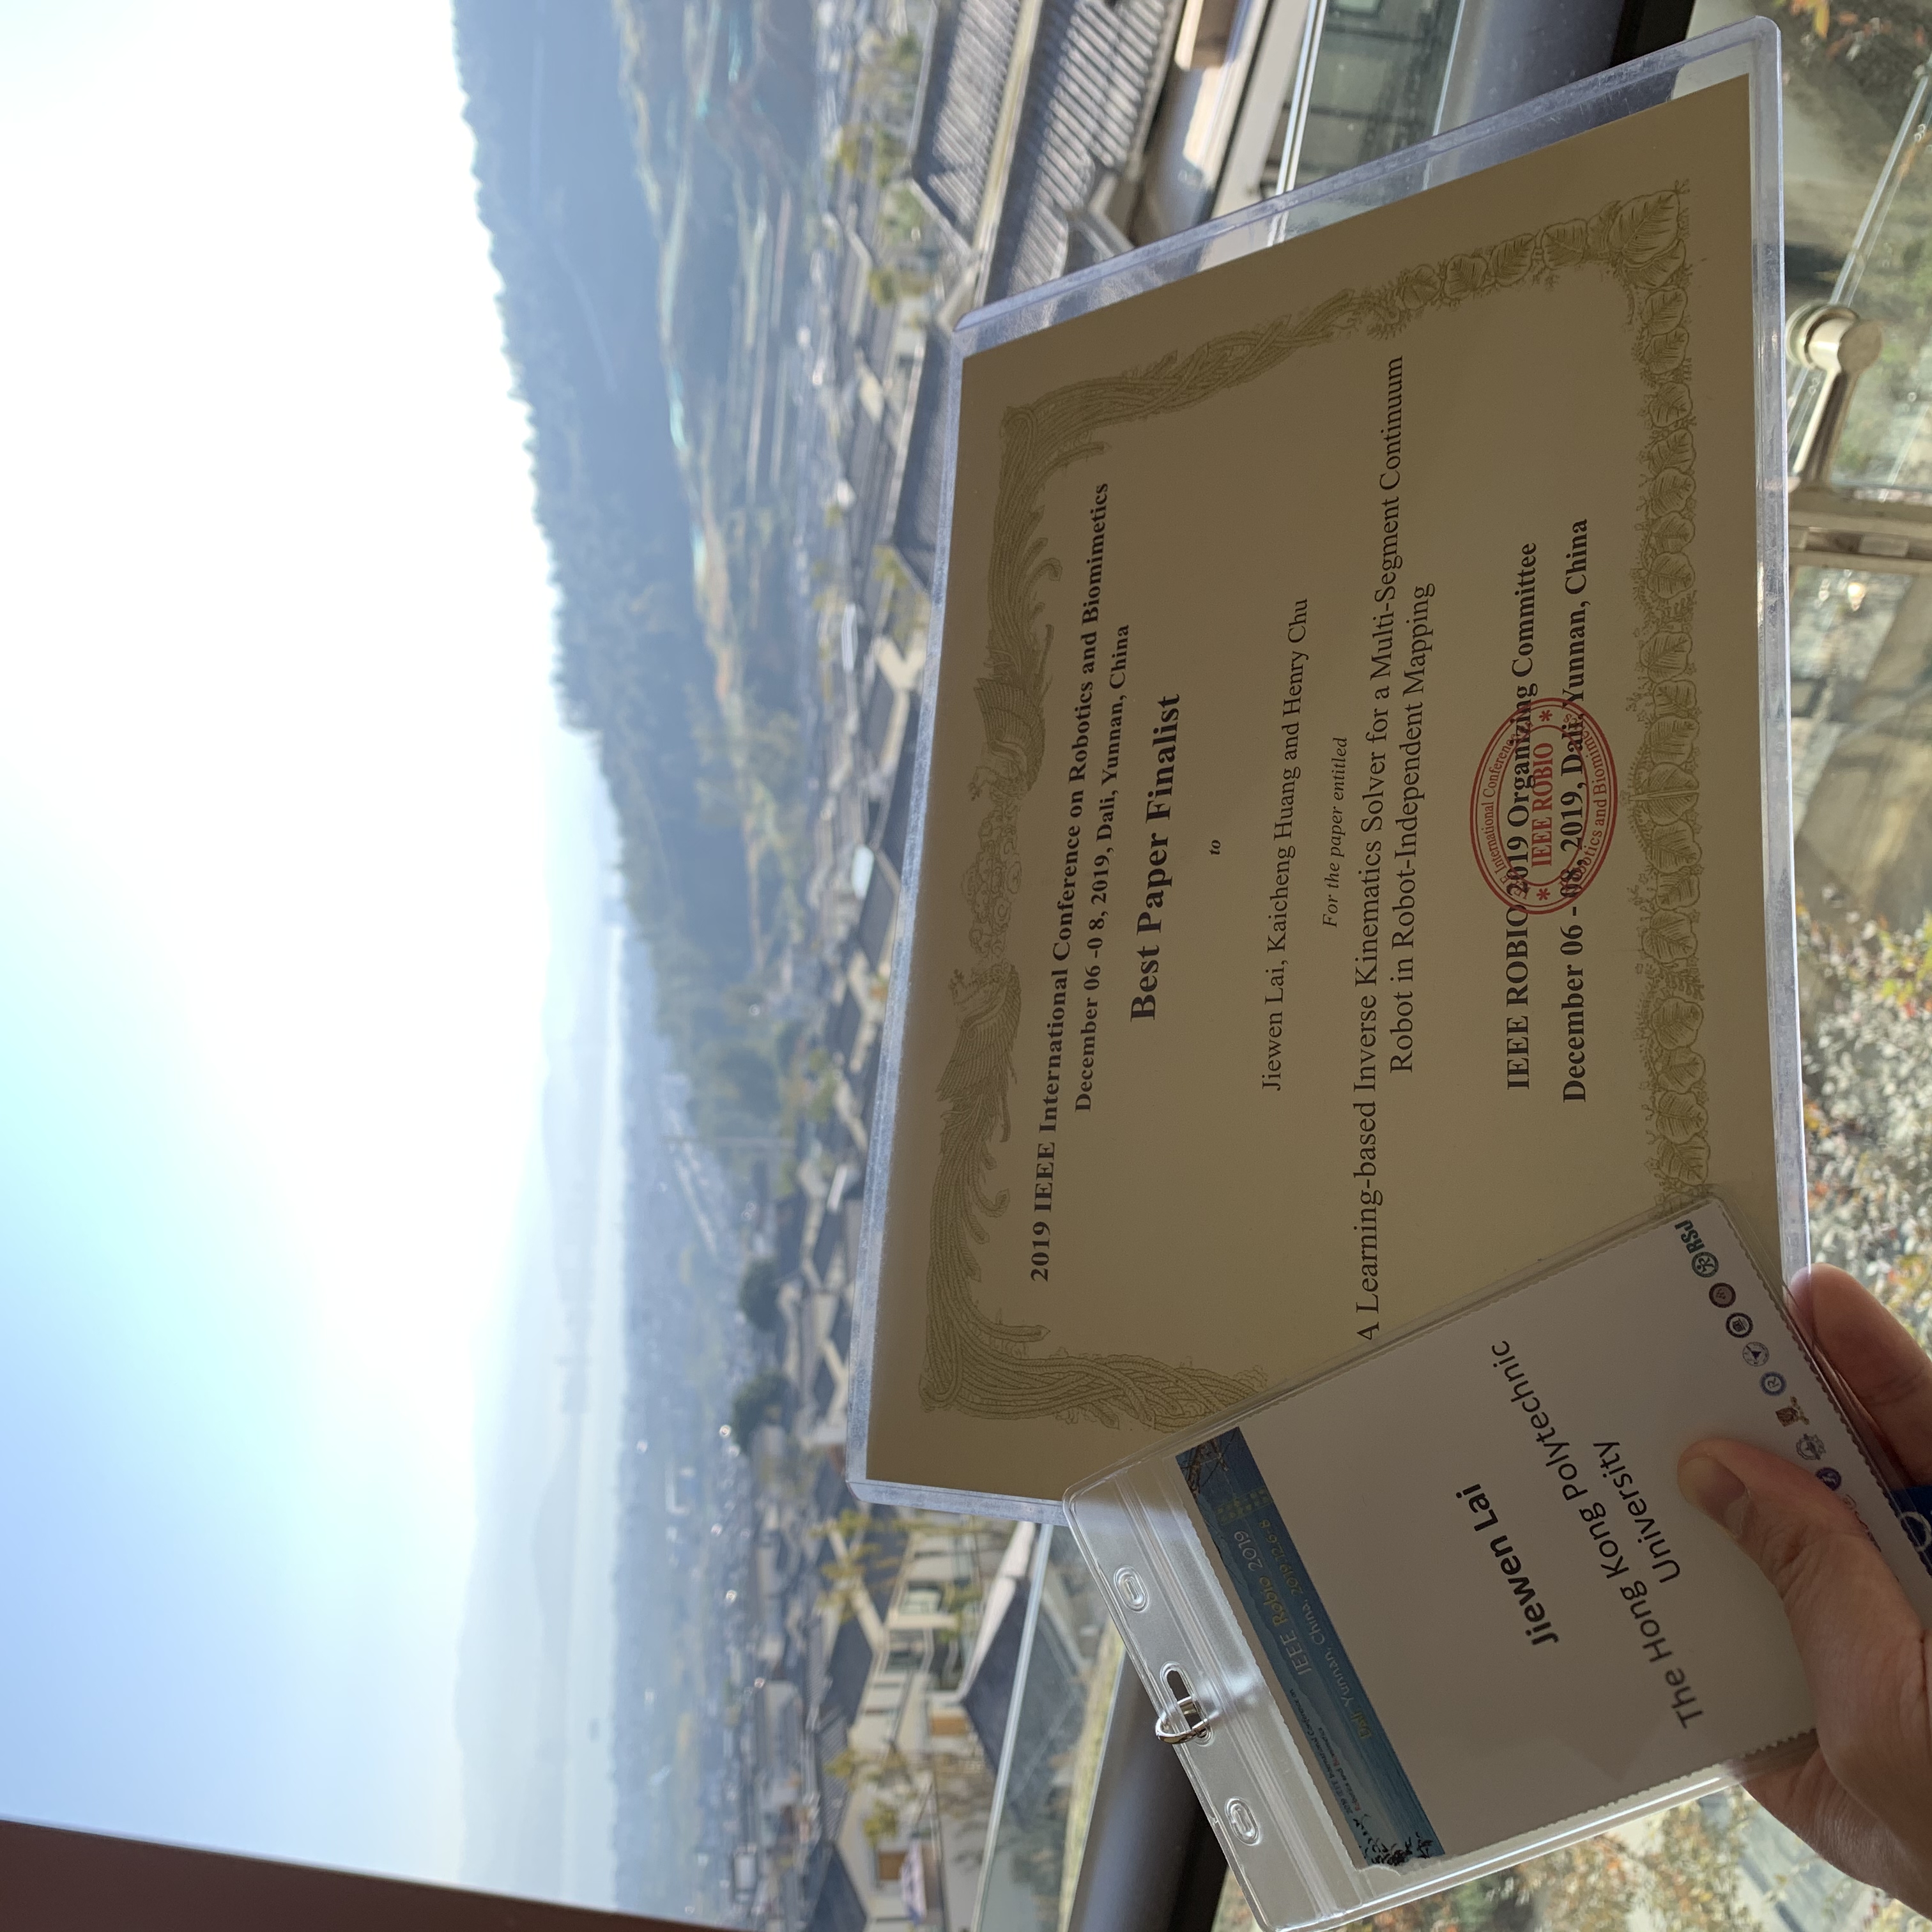 2019 IEEE International Conference on Robotics and Biomimetics
December 06 -0 8, 2019, Dali, Yunnan, China
Best Paper Finalist
to
Jiewen Lai, Kaicheng Huang and Henry Chu
For the paper entitled
A Learning-based Inverse Kinematics Solver for a Multi-Segment Continuum
Robot in Robot-Independent Mapping
IEEE ROBIO 2019 Organizing Committee
December 06 - 08, 2019, Dali, Yunnan, China
International Conference
IEEE ROBIO
Robotics and Biomimetics
2019 IEEE International Conference on
Robotics and Biomimetics
IEEE Robio 2019
Dali, Yunnan, China, 2019.12.6-8
Jiewen Lai
The Hong Kong Polytechnic
University
RSJ